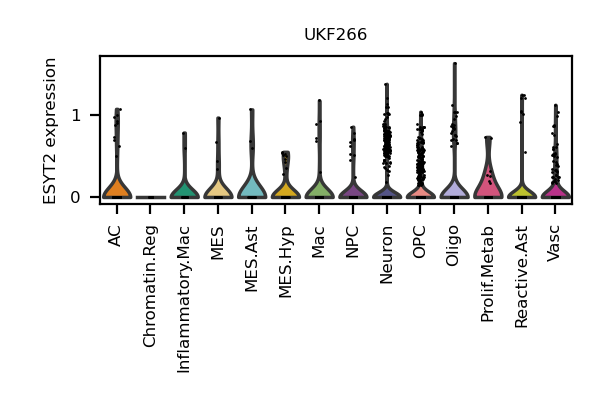 UKF266
ESYT2 expression
1
0
AC
Chromatin.Reg
Inflammatory.Mac
MES
MES.Ast
MES.Hyp
Mac
NPC
Neuron
OPC
Oligo
Prolif.Metab
Reactive.Ast
Vasc